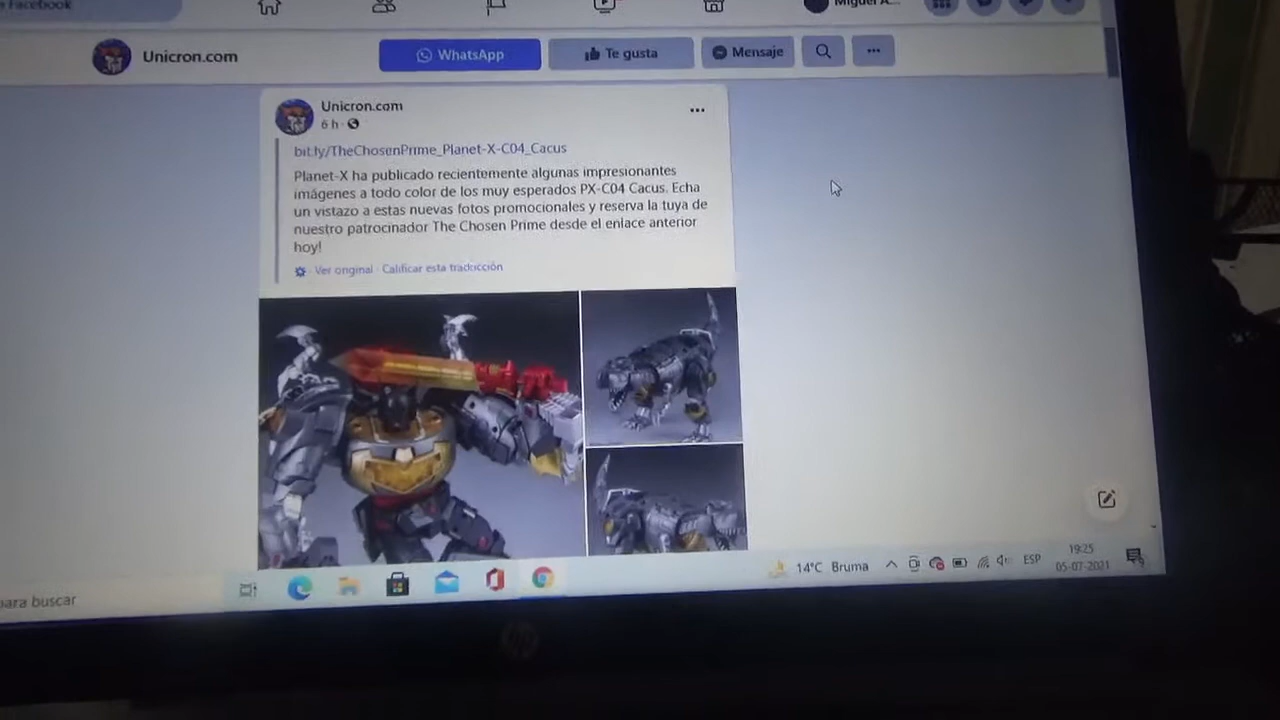 Facebook
Miguel A...
Unicron.com
WhatsApp
Te gusta
Mensaje
Unicron.com
6 h
bit.ly/TheChosenPrime_Planet-X-C04_Cacus
Planet-X ha publicado recientemente algunas impresionantes
imágenes a todo color de los muy esperados PX-C04 Cacus. Echa
un vistazo a estas nuevas fotos promocionales y reserva la tuya de
nuestro patrocinador The Chosen Prime desde el enlace anterior
hoy!
Ver original · Calificar esta traducción
para buscar
14°C Bruma
ESP
19:25
05-07-2021
hp